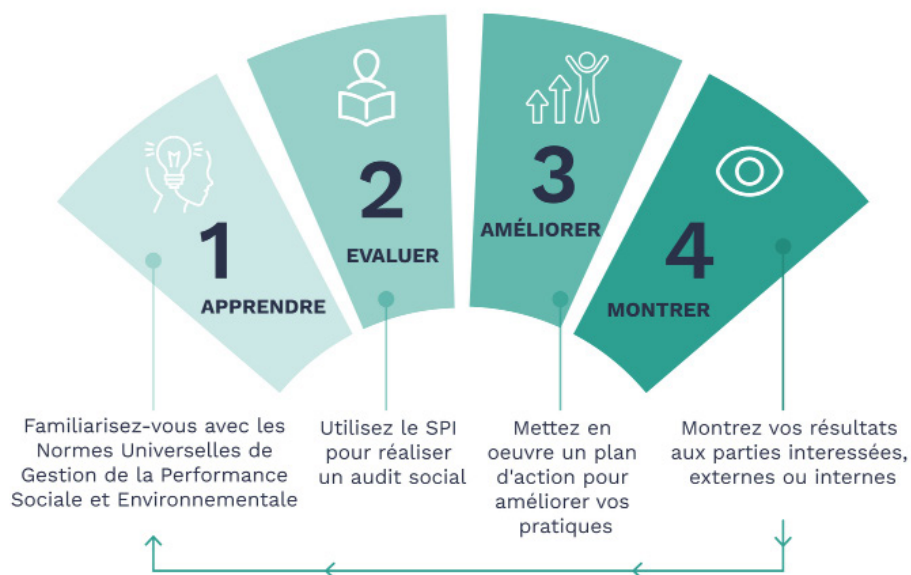 1
APPRENDRE
2
EVALUER
3
AMÉLIORER
4
MONTRER
Familiarisez-vous avec les
Normes Universelles de
Gestion de la Performance
Sociale et Environnementale
Utilisez le SPI
pour réaliser
un audit social
Mettez en
oeuvre un plan
d'action pour
améliorer vos
pratiques
Montrez vos résultats
aux parties interessées,
externes ou internes